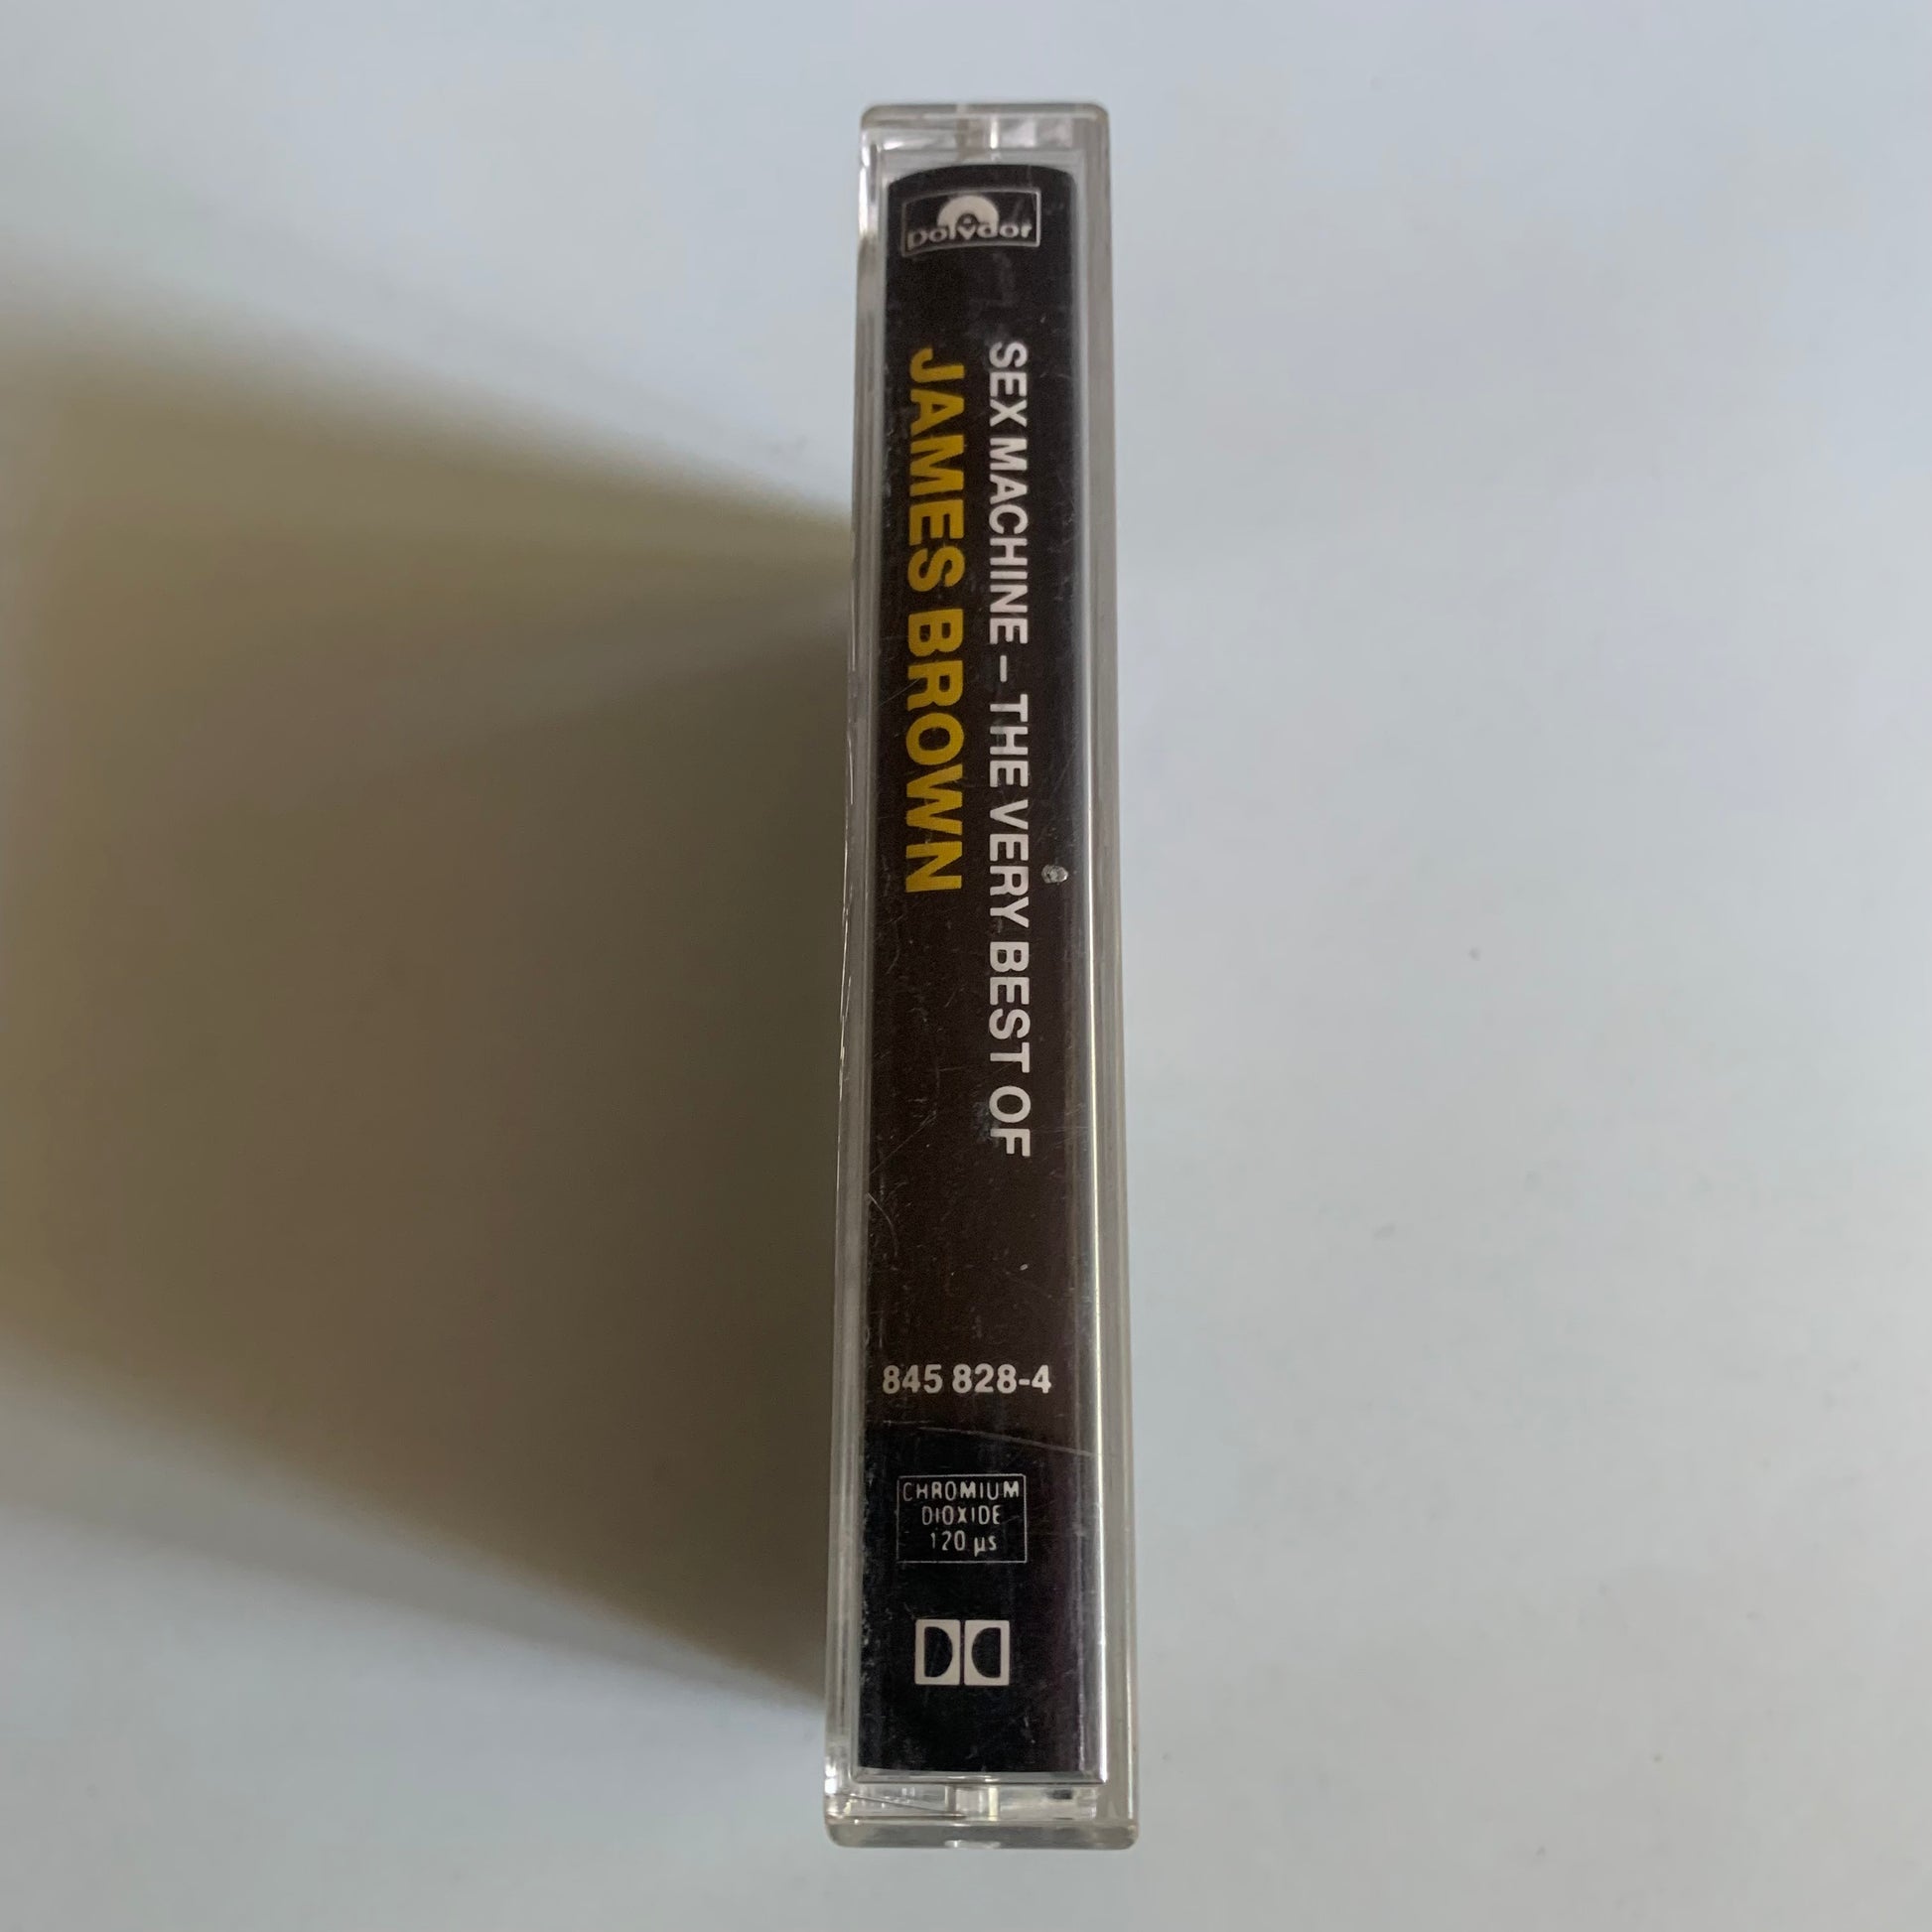 Polydor
SEX MACHINE – THE VERY BEST OF
JAMES BROWN
845 828-4
CHROMIUM
DIOXIDE
120 µs